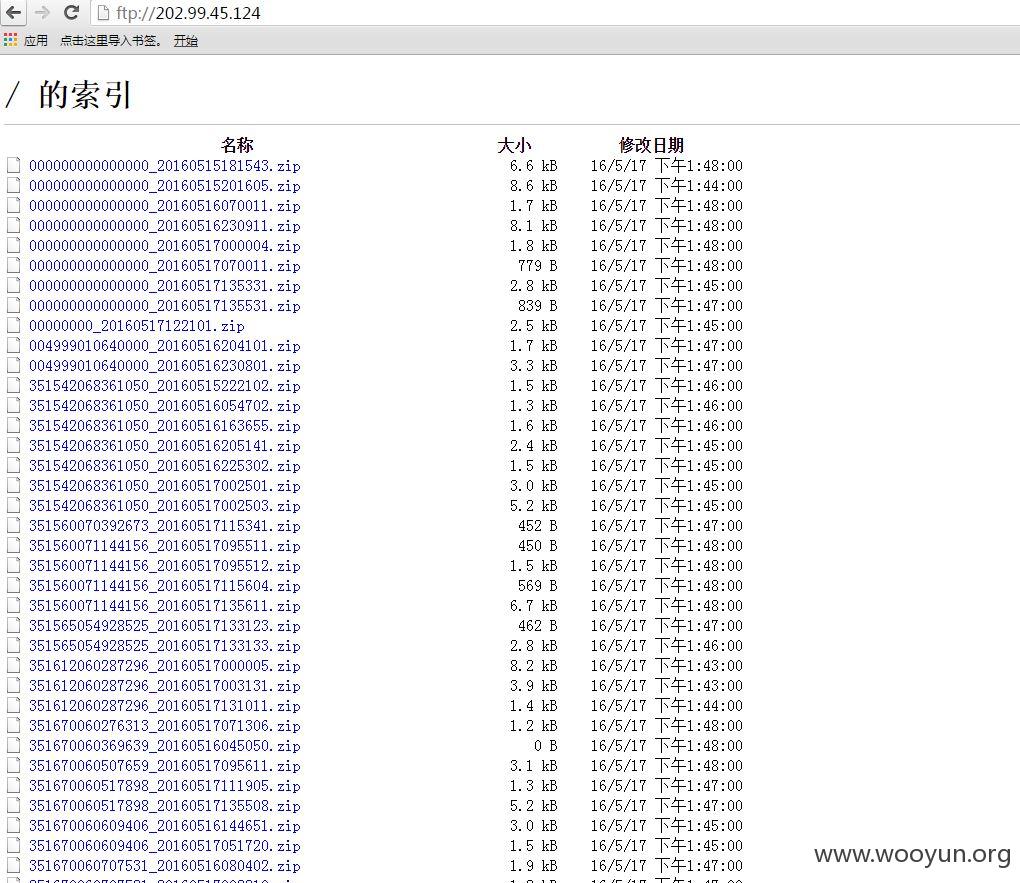 ftp://202.99.45.124
应用 点击这里导入书签。 开始
/ 的索引
名称 大小 修改日期
000000000000000_20160515181543.zip 6.6 kB 16/5/17 下午1:48:00
000000000000000_20160515201605.zip 8.6 kB 16/5/17 下午1:44:00
000000000000000_20160516070011.zip 1.7 kB 16/5/17 下午1:48:00
000000000000000_20160516230911.zip 8.1 kB 16/5/17 下午1:48:00
000000000000000_20160517000004.zip 1.8 kB 16/5/17 下午1:48:00
000000000000000_20160517070011.zip 779 B 16/5/17 下午1:48:00
000000000000000_20160517135331.zip 2.8 kB 16/5/17 下午1:45:00
000000000000000_20160517135531.zip 839 B 16/5/17 下午1:47:00
00000000_20160517122101.zip 2.5 kB 16/5/17 下午1:45:00
004999010640000_20160516204101.zip 1.7 kB 16/5/17 下午1:47:00
004999010640000_20160516230801.zip 3.3 kB 16/5/17 下午1:47:00
351542068361050_20160515222102.zip 1.5 kB 16/5/17 下午1:46:00
351542068361050_20160516054702.zip 1.3 kB 16/5/17 下午1:46:00
351542068361050_20160516163655.zip 1.6 kB 16/5/17 下午1:46:00
351542068361050_20160516205141.zip 2.4 kB 16/5/17 下午1:45:00
351542068361050_20160516225302.zip 1.5 kB 16/5/17 下午1:45:00
351542068361050_20160517002501.zip 3.0 kB 16/5/17 下午1:45:00
351542068361050_20160517002503.zip 5.2 kB 16/5/17 下午1:45:00
351560070392673_20160517115341.zip 452 B 16/5/17 下午1:47:00
351560071144156_20160517095511.zip 450 B 16/5/17 下午1:48:00
351560071144156_20160517095512.zip 1.5 kB 16/5/17 下午1:48:00
351560071144156_20160517115604.zip 569 B 16/5/17 下午1:48:00
351560071144156_20160517135611.zip 6.7 kB 16/5/17 下午1:48:00
351565054928525_20160517133123.zip 462 B 16/5/17 下午1:47:00
351565054928525_20160517133133.zip 2.8 kB 16/5/17 下午1:46:00
351612060287296_20160517000005.zip 8.2 kB 16/5/17 下午1:43:00
351612060287296_20160517003131.zip 3.9 kB 16/5/17 下午1:43:00
351612060287296_20160517131011.zip 1.4 kB 16/5/17 下午1:44:00
351670060276313_20160517071306.zip 1.2 kB 16/5/17 下午1:48:00
351670060369639_20160516045050.zip 0 B 16/5/17 下午1:48:00
351670060507659_20160517095611.zip 3.1 kB 16/5/17 下午1:48:00
351670060517898_20160517111905.zip 1.3 kB 16/5/17 下午1:47:00
351670060517898_20160517135508.zip 5.2 kB 16/5/17 下午1:47:00
351670060609406_20160516144651.zip 3.0 kB 16/5/17 下午1:45:00
351670060609406_20160517051720.zip 1.5 kB 16/5/17 下午1:45:00
351670060707531_20160516080402.zip 1.9 kB 16/5/17 下午1:47:00
www.wooyun.org